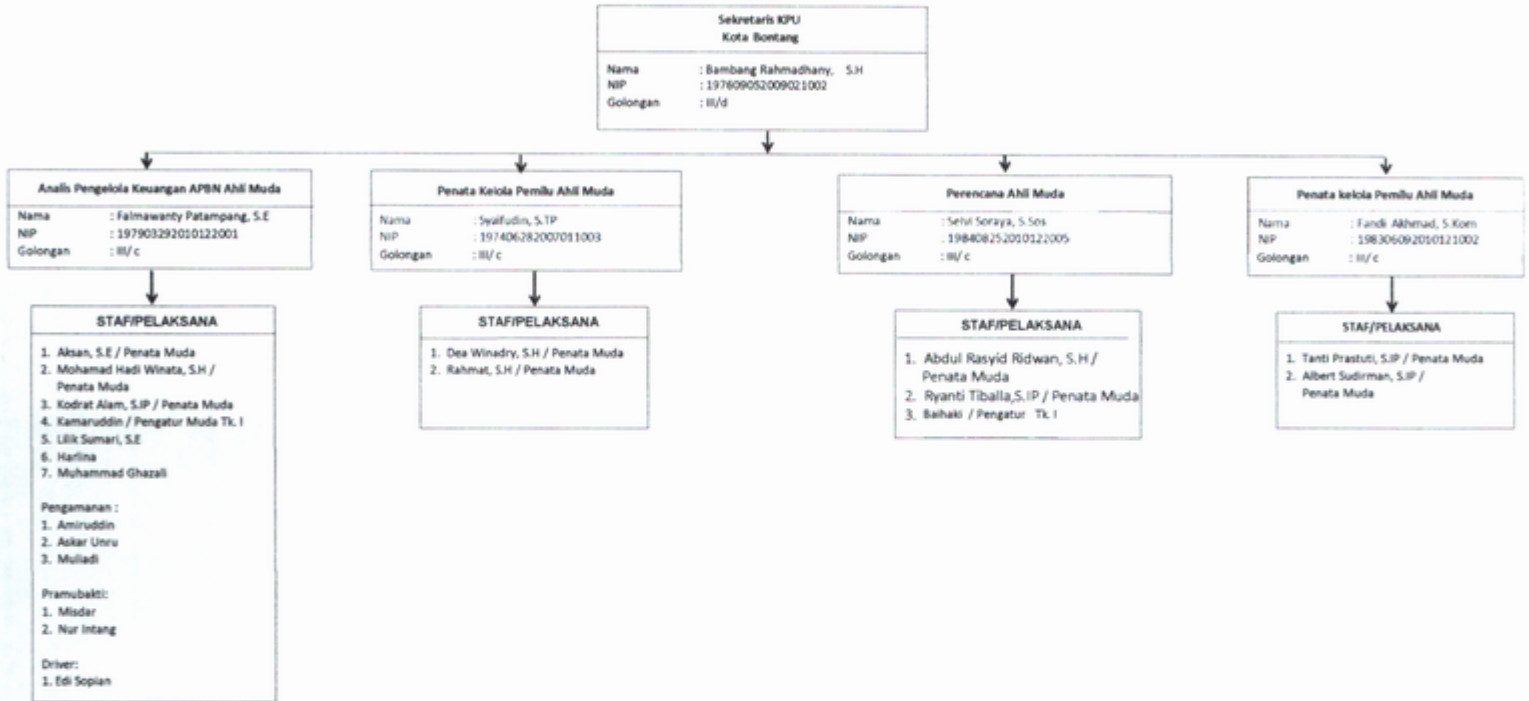 Sekretaris KPU
Kota Bontang
Nama : Bambang Rahmadhany, S.H
NIP : 197609052009021002
Golongan : III/d
Analis Pengelola Keuangan APBN Ahli Muda
Nama : Falmawanty Patampang, S.E
NIP : 197903292010122001
Golongan : III/ c
STAF/PELAKSANA
1. Aksan, S.E / Penata Muda
2. Mohamad Hadi Winata, S.H /
Penata Muda
3. Kodrat Alam, S.IP / Penata Muda
4. Kamaruddin / Pengatur Muda Tk. I
5. Lilik Sumari, S.E
6. Harlina
7. Muhammad Ghazali
Pengamanan :
1. Amiruddin
2. Askar Unru
3. Muliadi
Pramubakti:
1. Misdar
2. Nur Intang
Driver:
1. Edi Sopian
Penata Kelola Pemilu Ahli Muda
Nama : Syaifudin, S.TP
NIP : 197406282007011003
Golongan : III/ c
STAF/PELAKSANA
1. Dea Winadry, S.H / Penata Muda
2. Rahmat, S.H / Penata Muda
Perencana Ahli Muda
Nama : Selvi Soraya, S.Sos
NIP : 198408252010122005
Golongan : III/ c
STAF/PELAKSANA
1. Abdul Rasyid Ridwan, S.H /
Penata Muda
2. Ryanti Tiballa,S.IP / Penata Muda
3. Baihaki / Pengatur Tk. I
Penata kelola Pemilu Ahli Muda
Nama : Fandi Akhmad, S.Kom
NIP : 198306092010121002
Golongan : III/ c
STAF/PELAKSANA
1. Tanti Prastuti, S.IP / Penata Muda
2. Albert Sudirman, S.IP /
Penata Muda